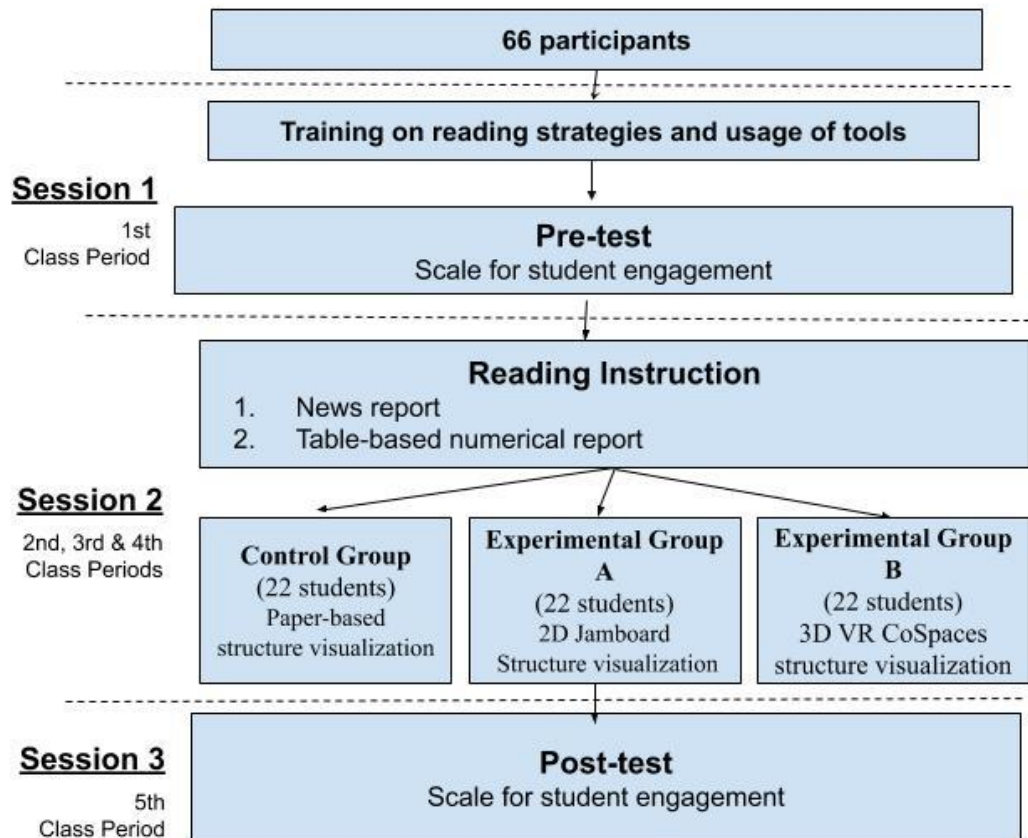 66 participants
Training on reading strategies and usage of tools
Session 1
1st
Class Period
Pre-test
Scale for student engagement
Reading Instruction
1. News report
2. Table-based numerical report
Session 2
2nd, 3rd & 4th
Class Periods
Control Group
(22 students)
Paper-based
structure visualization
Experimental Group
A
(22 students)
2D Jamboard
Structure visualization
Experimental Group
B
(22 students)
3D VR CoSpaces
structure visualization
Session 3
5th
Class Period
Post-test
Scale for student engagement